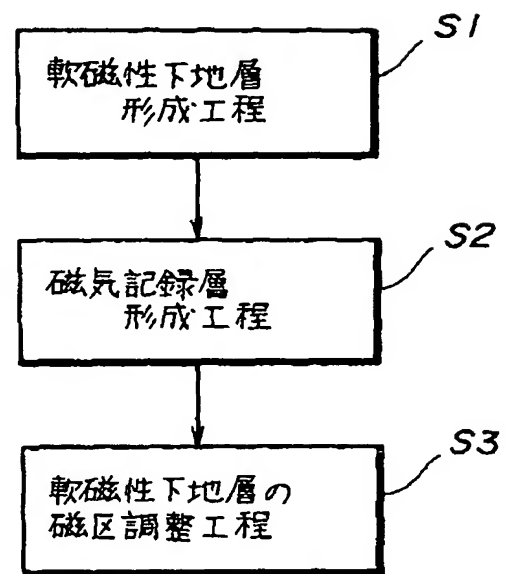 S1
軟磁性下地層
形成工程
S2
磁気記録層
形成工程
S3
軟磁性下地層の
磁区調整工程